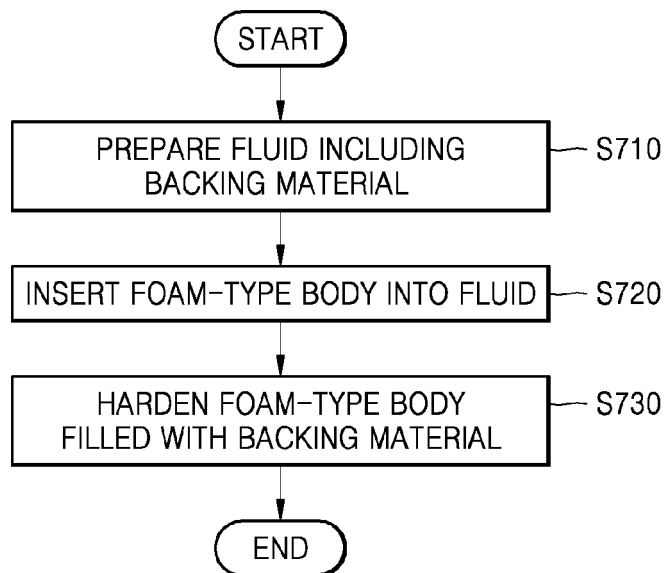 START
PREPARE FLUID INCLUDING
BACKING MATERIAL
S710
INSERT FOAM-TYPE BODY INTO FLUID
S720
HARDEN FOAM-TYPE BODY
FILLED WITH BACKING MATERIAL
S730
END